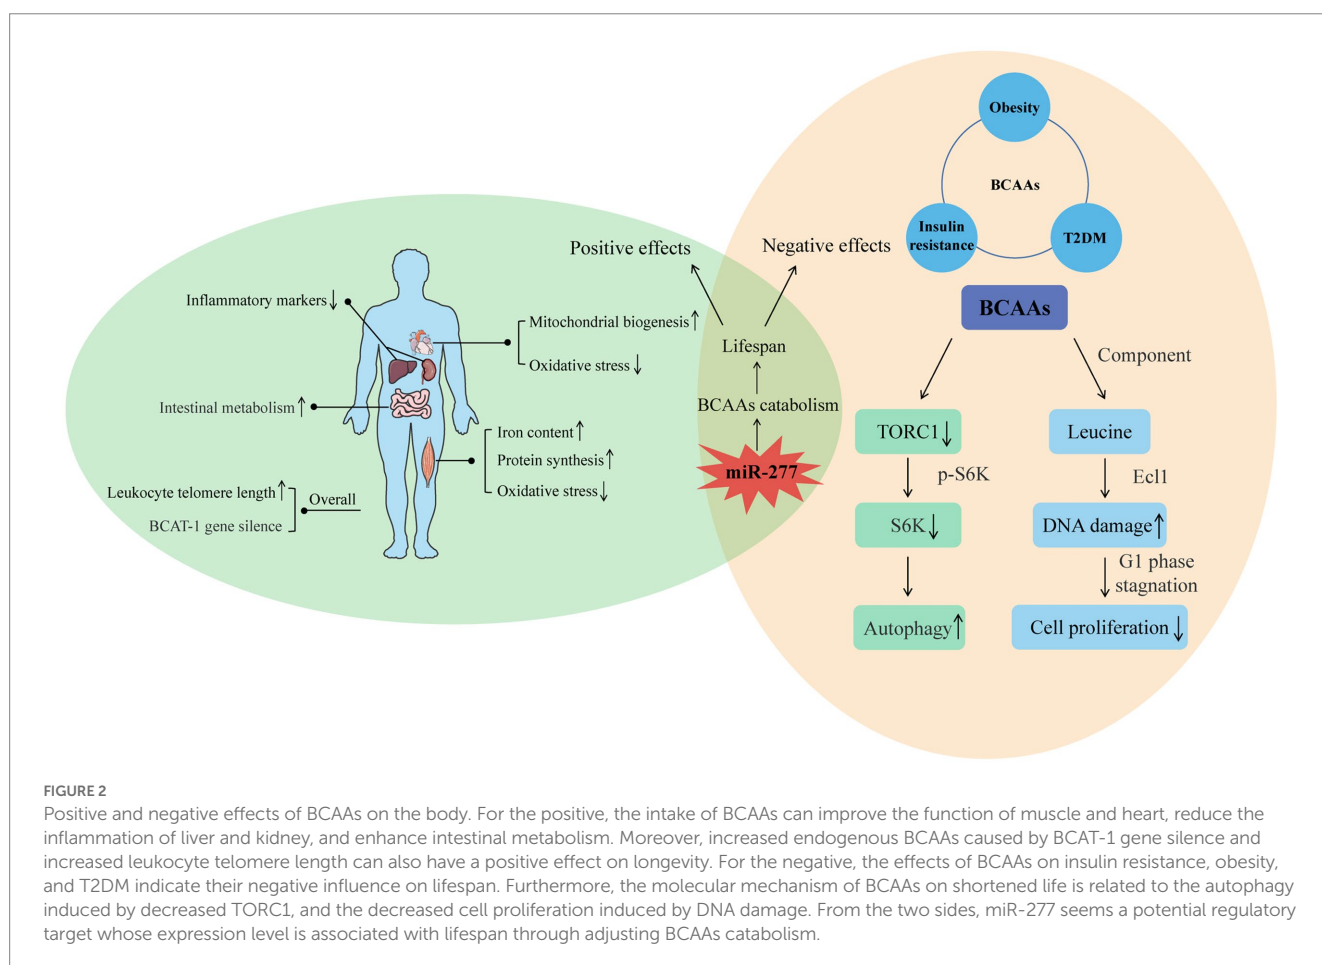 Obesity
BCAAs
Insulin
resistance
T2DM
Positive effects
Negative effects
Inflammatory markers↓
Mitochondrial biogenesis↑
Oxidative stress↓
Intestinal metabolism↑
Iron content↑
Protein synthesis↑
Oxidative stress↓
Leukocyte telomere length↑
BCAT-1 gene silence
Overall
Lifespan
BCAAs catabolism
miR-277
BCAAs
Component
TORC1↓
Leucine
p-S6K
Ecl1
S6K↓
DNA damage↑
G1 phase
stagnation
Autophagy↑
Cell proliferation↓
FIGURE 2
Positive and negative effects of BCAAs on the body. For the positive, the intake of BCAAs can improve the function of muscle and heart, reduce the
inflammation of liver and kidney, and enhance intestinal metabolism. Moreover, increased endogenous BCAAs caused by BCAT-1 gene silence and
increased leukocyte telomere length can also have a positive effect on longevity. For the negative, the effects of BCAAs on insulin resistance, obesity,
and T2DM indicate their negative influence on lifespan. Furthermore, the molecular mechanism of BCAAs on shortened life is related to the autophagy
induced by decreased TORC1, and the decreased cell proliferation induced by DNA damage. From the two sides, miR-277 seems a potential regulatory
target whose expression level is associated with lifespan through adjusting BCAAs catabolism.